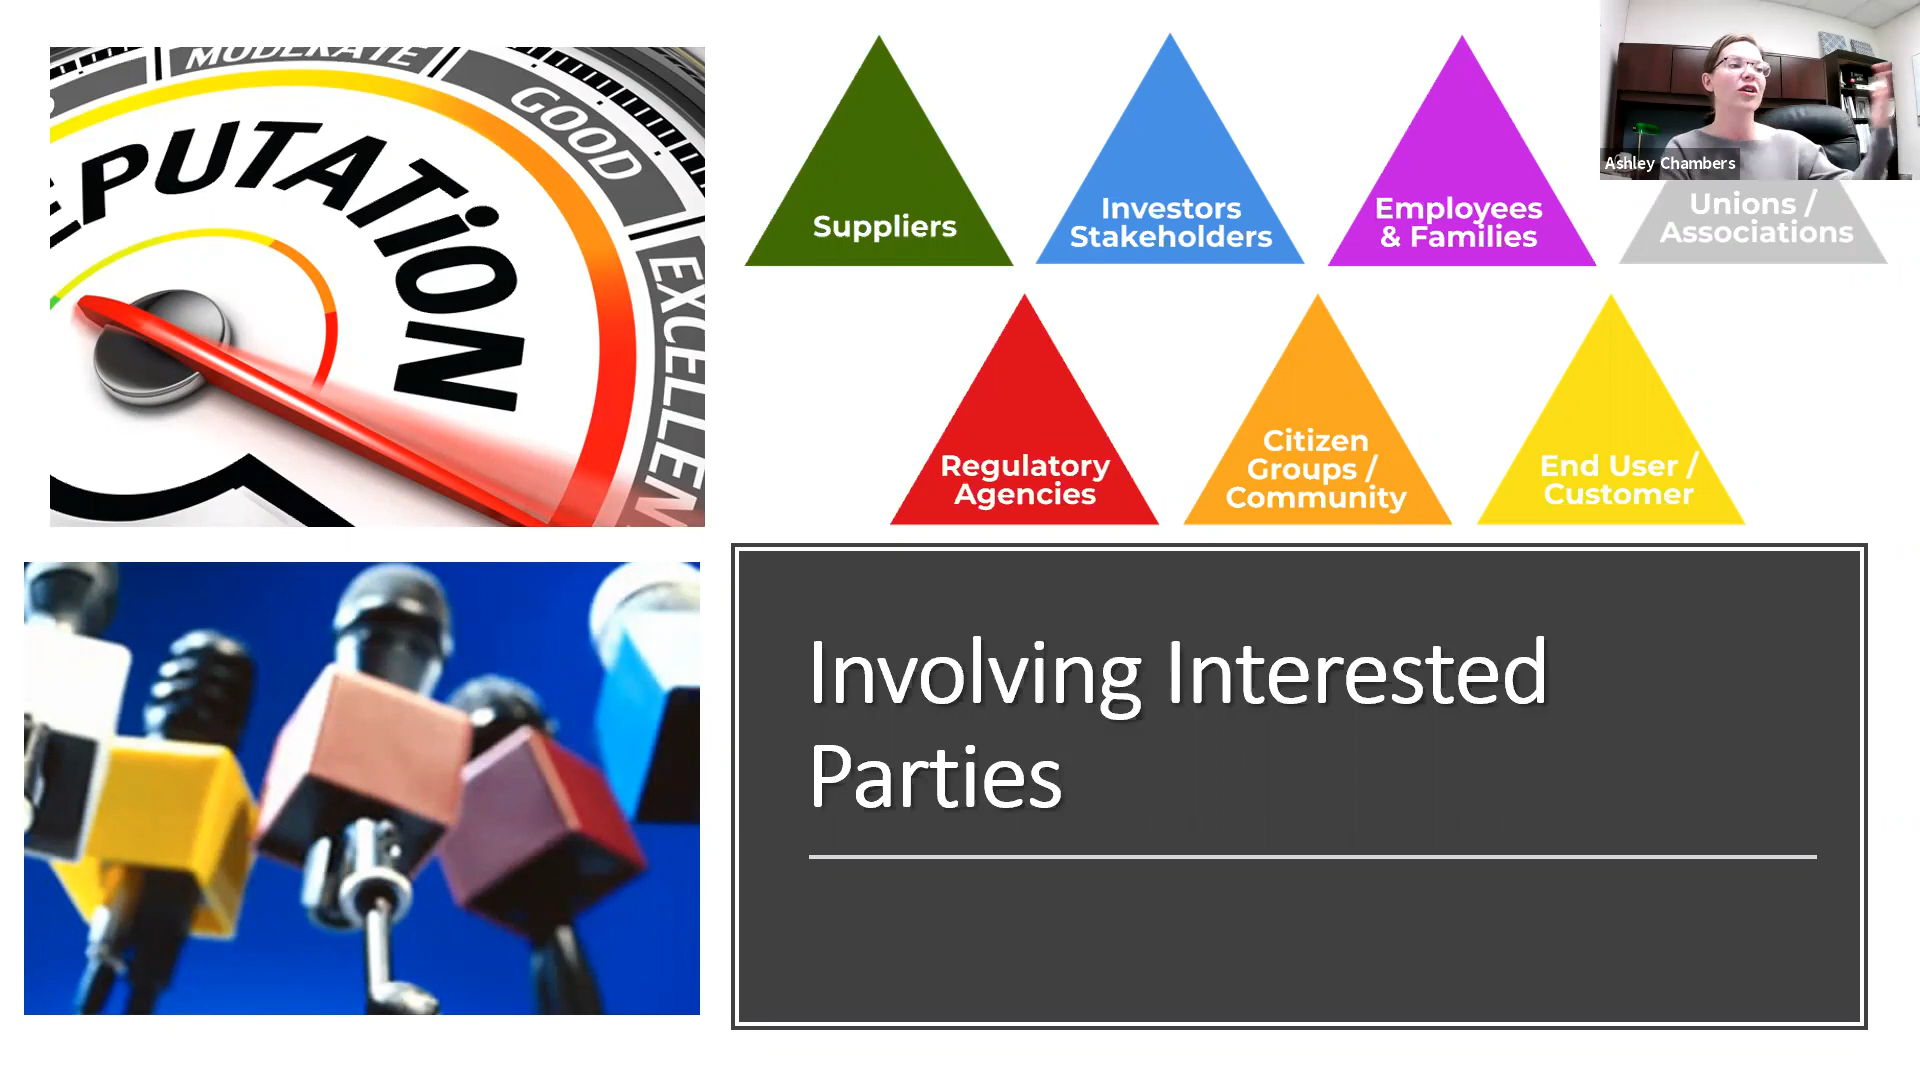 MODERATE
GOOD
EXCELLEN
EPUTATiON
Suppliers
Investors
Stakeholders
Employees
& Families
Ashley Chambers
Unions /
Associations
Regulatory
Agencies
Citizen
Groups /
Community
End User /
Customer
Involving Interested
Parties